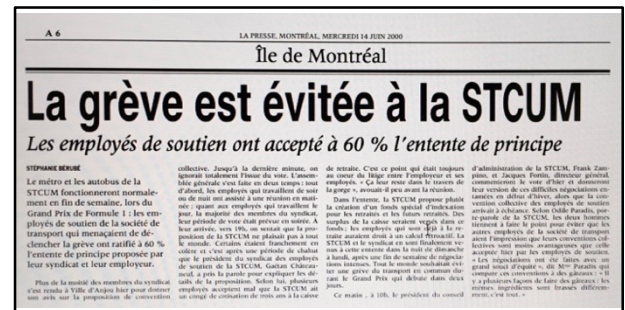 A 6
LA PRESSE, MONTRÉAL, MERCREDI 14 JUIN 2000
Île de Montréal
La grève est évitée à la STCUM
Les employés de soutien ont accepté à 60 % l'entente de principe
STÉPHANIE BÉRUBÉ
Le métro et les autobus de la
STCUM fonctionneront normale-
ment en fin de semaine, lors du
Grand Prix de Formule 1 : les em-
ployés de soutien de la société de
transport qui menaçaient de dé-
clencher la grève ont ratifié à 60 %
l'entente de principe proposée par
leur syndicat et leur employeur.
Plus de la moitié des membres du syndicat
s'est rendu à Ville d'Anjou hier pour donner
son avis sur la proposition de convention
collective. Jusqu'à la dernière minute, on
ignorait totalement l'issue du vote. L'assem-
blée générale s'est faite en deux temps : tout
d'abord, les employés qui travaillent de soir
ou de nuit ont assisté à une réunion en mati-
née ; quant aux employés qui travaillent le
jour, la majorité des membres du syndicat,
leur période de vote était prévue en soirée. À
leur arrivée, vers 19h, on sentait que la pro-
position de la STCUM ne plaisait pas à tout
le monde. Certains étaient franchement en
colère et c'est après une période de chahut
que le président du syndicat des employés
de soutien de la STCUM, Gaétan Château-
neuf, a pris la parole pour expliquer les dé-
tails de la proposition. Selon lui, plusieurs
employés acceptent mal que la STCUM ait
un congé de cotisation de trois ans à la caisse
de retraite. C'est ce point qui était toujours
au coeur du litige entre l'employeur et ses
employés. « Ça leur reste dans le travers de
la gorge », avouait-il peu avant la réunion.
Dans l'entente, la STCUM propose plutôt
la création d'un fonds spécial d'indexation
pour les retraités et les futurs retraités. Des
surplus de la caisse seraient versés dans ce
fonds ; les employés qui sont déjà à la re-
traite auraient droit à un calcul rétroactif. La
STCUM et le syndicat en sont finalement ve-
nus à cette entente dans la nuit de dimanche
à lundi, après une fin de semaine de négocia-
tions intenses. Tout le monde souhaitait évi-
ter une grève du transport en commun du-
rant le Grand Prix qui débute dans deux
jours.
Ce matin, à 10h, le président du conseil
d'administration de la STCUM, Frank Zam-
pino, et Jacques Fortin, directeur général,
commenteront le vote d'hier et donneront
leur version de ces difficiles négociations en-
tamées en début d'hiver, alors que la con-
vention collective des employés de soutien
arrivait à échéance. Selon Odile Paradis, por-
te-parole de la STCUM, les deux hommes
tiennent à faire le point pour éviter que les
autres employés de la société de transport
aient l'impression que leurs conventions col-
lectives sont moins avantageuses que celle
acceptée hier par les employés de soutien.
« Les négociations ont été faites avec un
grand souci d'équité », dit Mme Paradis qui
compare ces conventions à des gâteaux : « Il
y a plusieurs façons de faire des gâteaux : les
mêmes ingrédients sont brassés différem-
ment, c'est tout. »